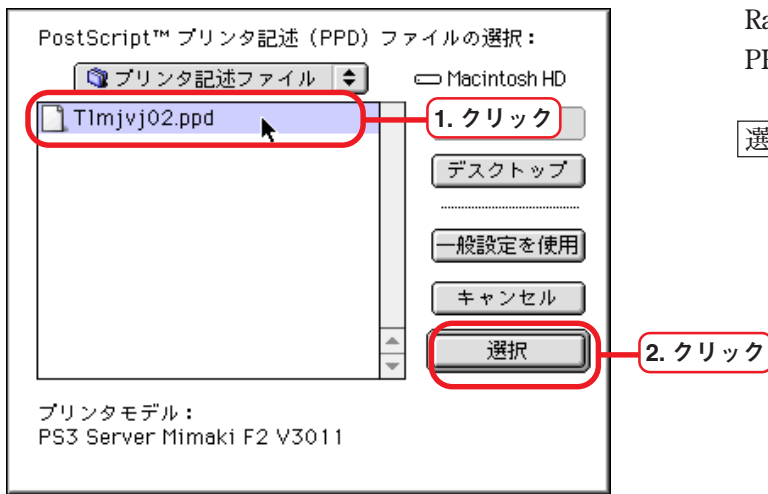 PostScript™ プリンタ記述（PPD）ファイルの選択：
プリンタ記述ファイル
Macintosh HD
T1mjvj02.ppd
1. クリック
デスクトップ
一般設定を使用
キャンセル
選択
2. クリック
プリンタモデル：
PS3 Server Mimaki F2 V3011
選